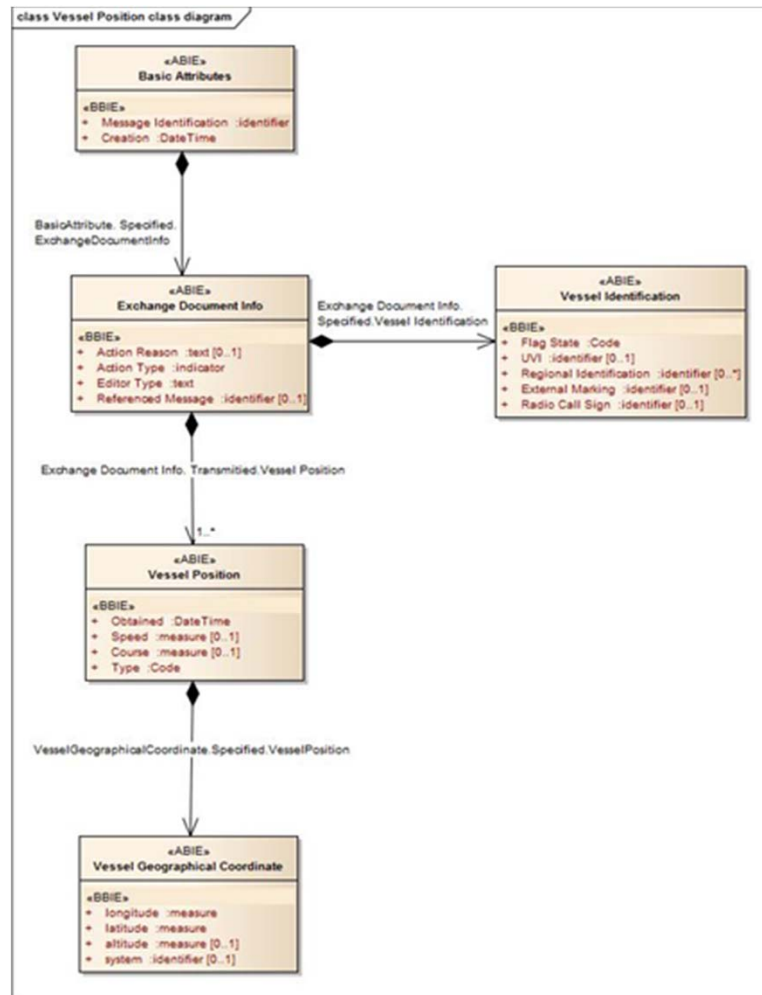 class Vessel Position class diagram
«ABIE»
Basic Attributes
«BBIE»
+ Message Identification :identifier
+ Creation :DateTime
BasicAttribute. Specified.
ExchangeDocumentInfo
«ABIE»
Exchange Document Info
«BBIE»
+ Action Reason :text [0..1]
+ Action Type :indicator
+ Editor Type :text
+ Referenced Message :identifier [0..1]
Exchange Document Info.
Specified.Vessel Identification
«ABIE»
Vessel Identification
«BBIE»
+ Flag State :Code
+ UVI :identifier [0..1]
+ Regional Identification :identifier [0..*]
+ External Marking :identifier [0..1]
+ Radio Call Sign :identifier [0..1]
Exchange Document Info. Transmitied.Vessel Position
1..*
«ABIE»
Vessel Position
«BBIE»
+ Obtained :DateTime
+ Speed :measure [0..1]
+ Course :measure [0..1]
+ Type :Code
VesselGeographicalCoordinate.Specified.VesselPosition
«ABIE»
Vessel Geographical Coordinate
«BBIE»
+ longitude :measure
+ latitude :measure
+ altitude :measure [0..1]
+ system :identifier [0..1]